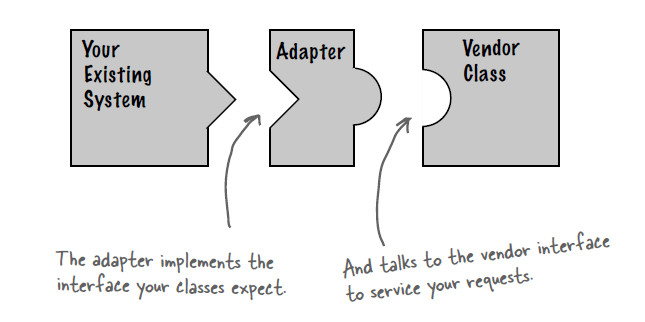 Your
Existing
System
Adapter
Vendor
Class
The adapter implements the
interface your classes expect.
And talks to the vendor interface
to service your requests.